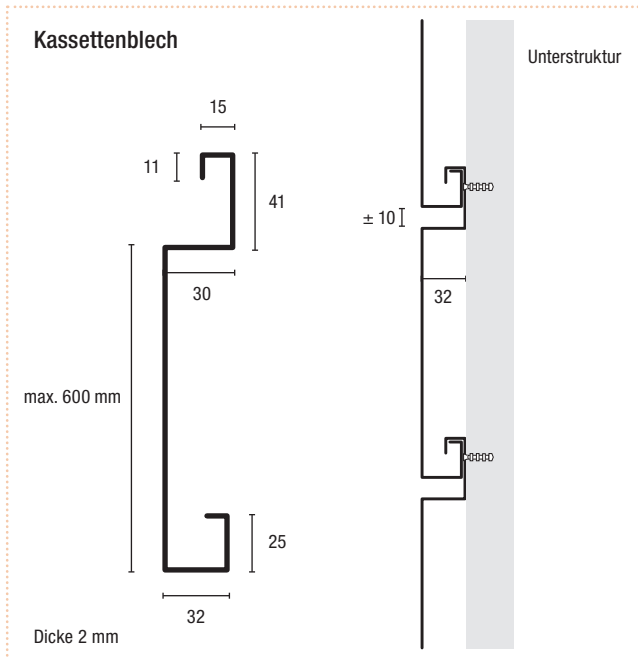 Kassettenblech
Unterstruktur
15
11
41
± 10
30
32
max. 600 mm
25
32
Dicke 2 mm